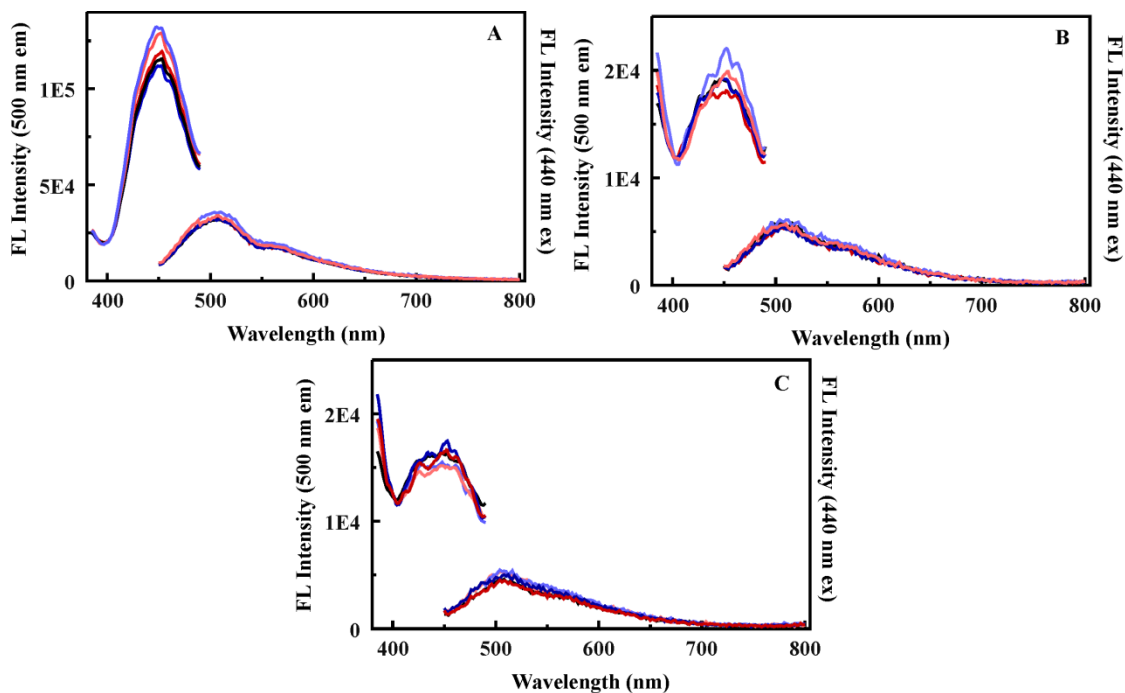 A
FL Intensity (500 nm em)
1E5
5E4
0
400 500 600 700 800
Wavelength (nm)
FL Intensity (440 nm ex)
B
FL Intensity (500 nm em)
2E4
1E4
0
400 500 600 700 800
Wavelength (nm)
FL Intensity (440 nm ex)
C
FL Intensity (500 nm em)
2E4
1E4
0
400 500 600 700 800
Wavelength (nm)
FL Intensity (440 nm ex)